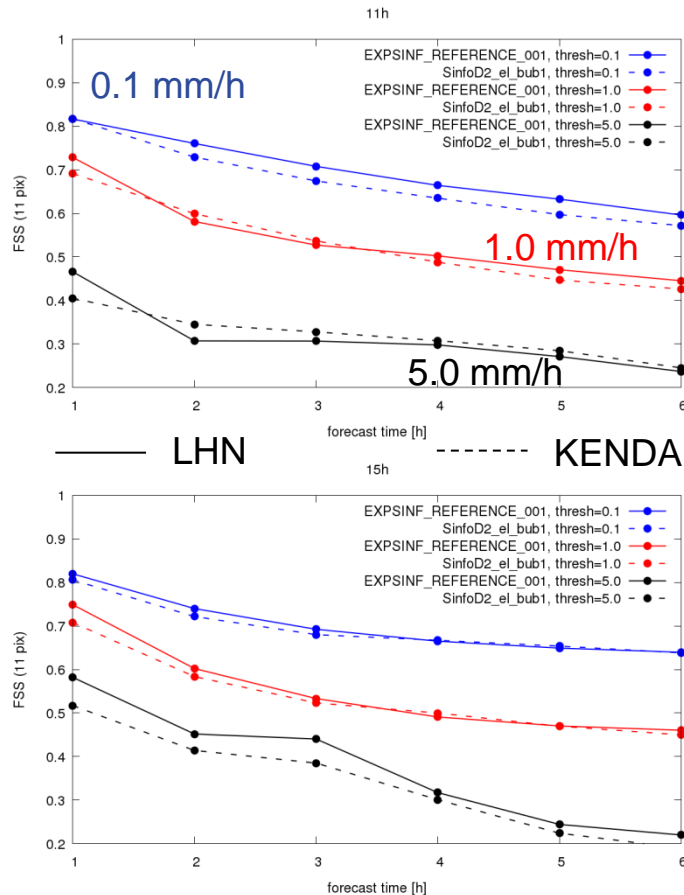 11h
1
0.9
0.8
0.7
0.6
0.5
0.4
0.3
0.2
FSS (11 pix)
EXPSINF_REFERENCE_001, thresh=0.1
SinfoD2_el_bub1, thresh=0.1
EXPSINF_REFERENCE_001, thresh=1.0
SinfoD2_el_bub1, thresh=1.0
EXPSINF_REFERENCE_001, thresh=5.0
SinfoD2_el_bub1, thresh=5.0
0.1 mm/h
1.0 mm/h
5.0 mm/h
1 2 3 4 5 6
forecast time [h]
LHN KENDA
15h
1
0.9
0.8
0.7
0.6
0.5
0.4
0.3
0.2
FSS (11 pix)
EXPSINF_REFERENCE_001, thresh=0.1
SinfoD2_el_bub1, thresh=0.1
EXPSINF_REFERENCE_001, thresh=1.0
SinfoD2_el_bub1, thresh=1.0
EXPSINF_REFERENCE_001, thresh=5.0
SinfoD2_el_bub1, thresh=5.0
1 2 3 4 5 6
forecast time [h]